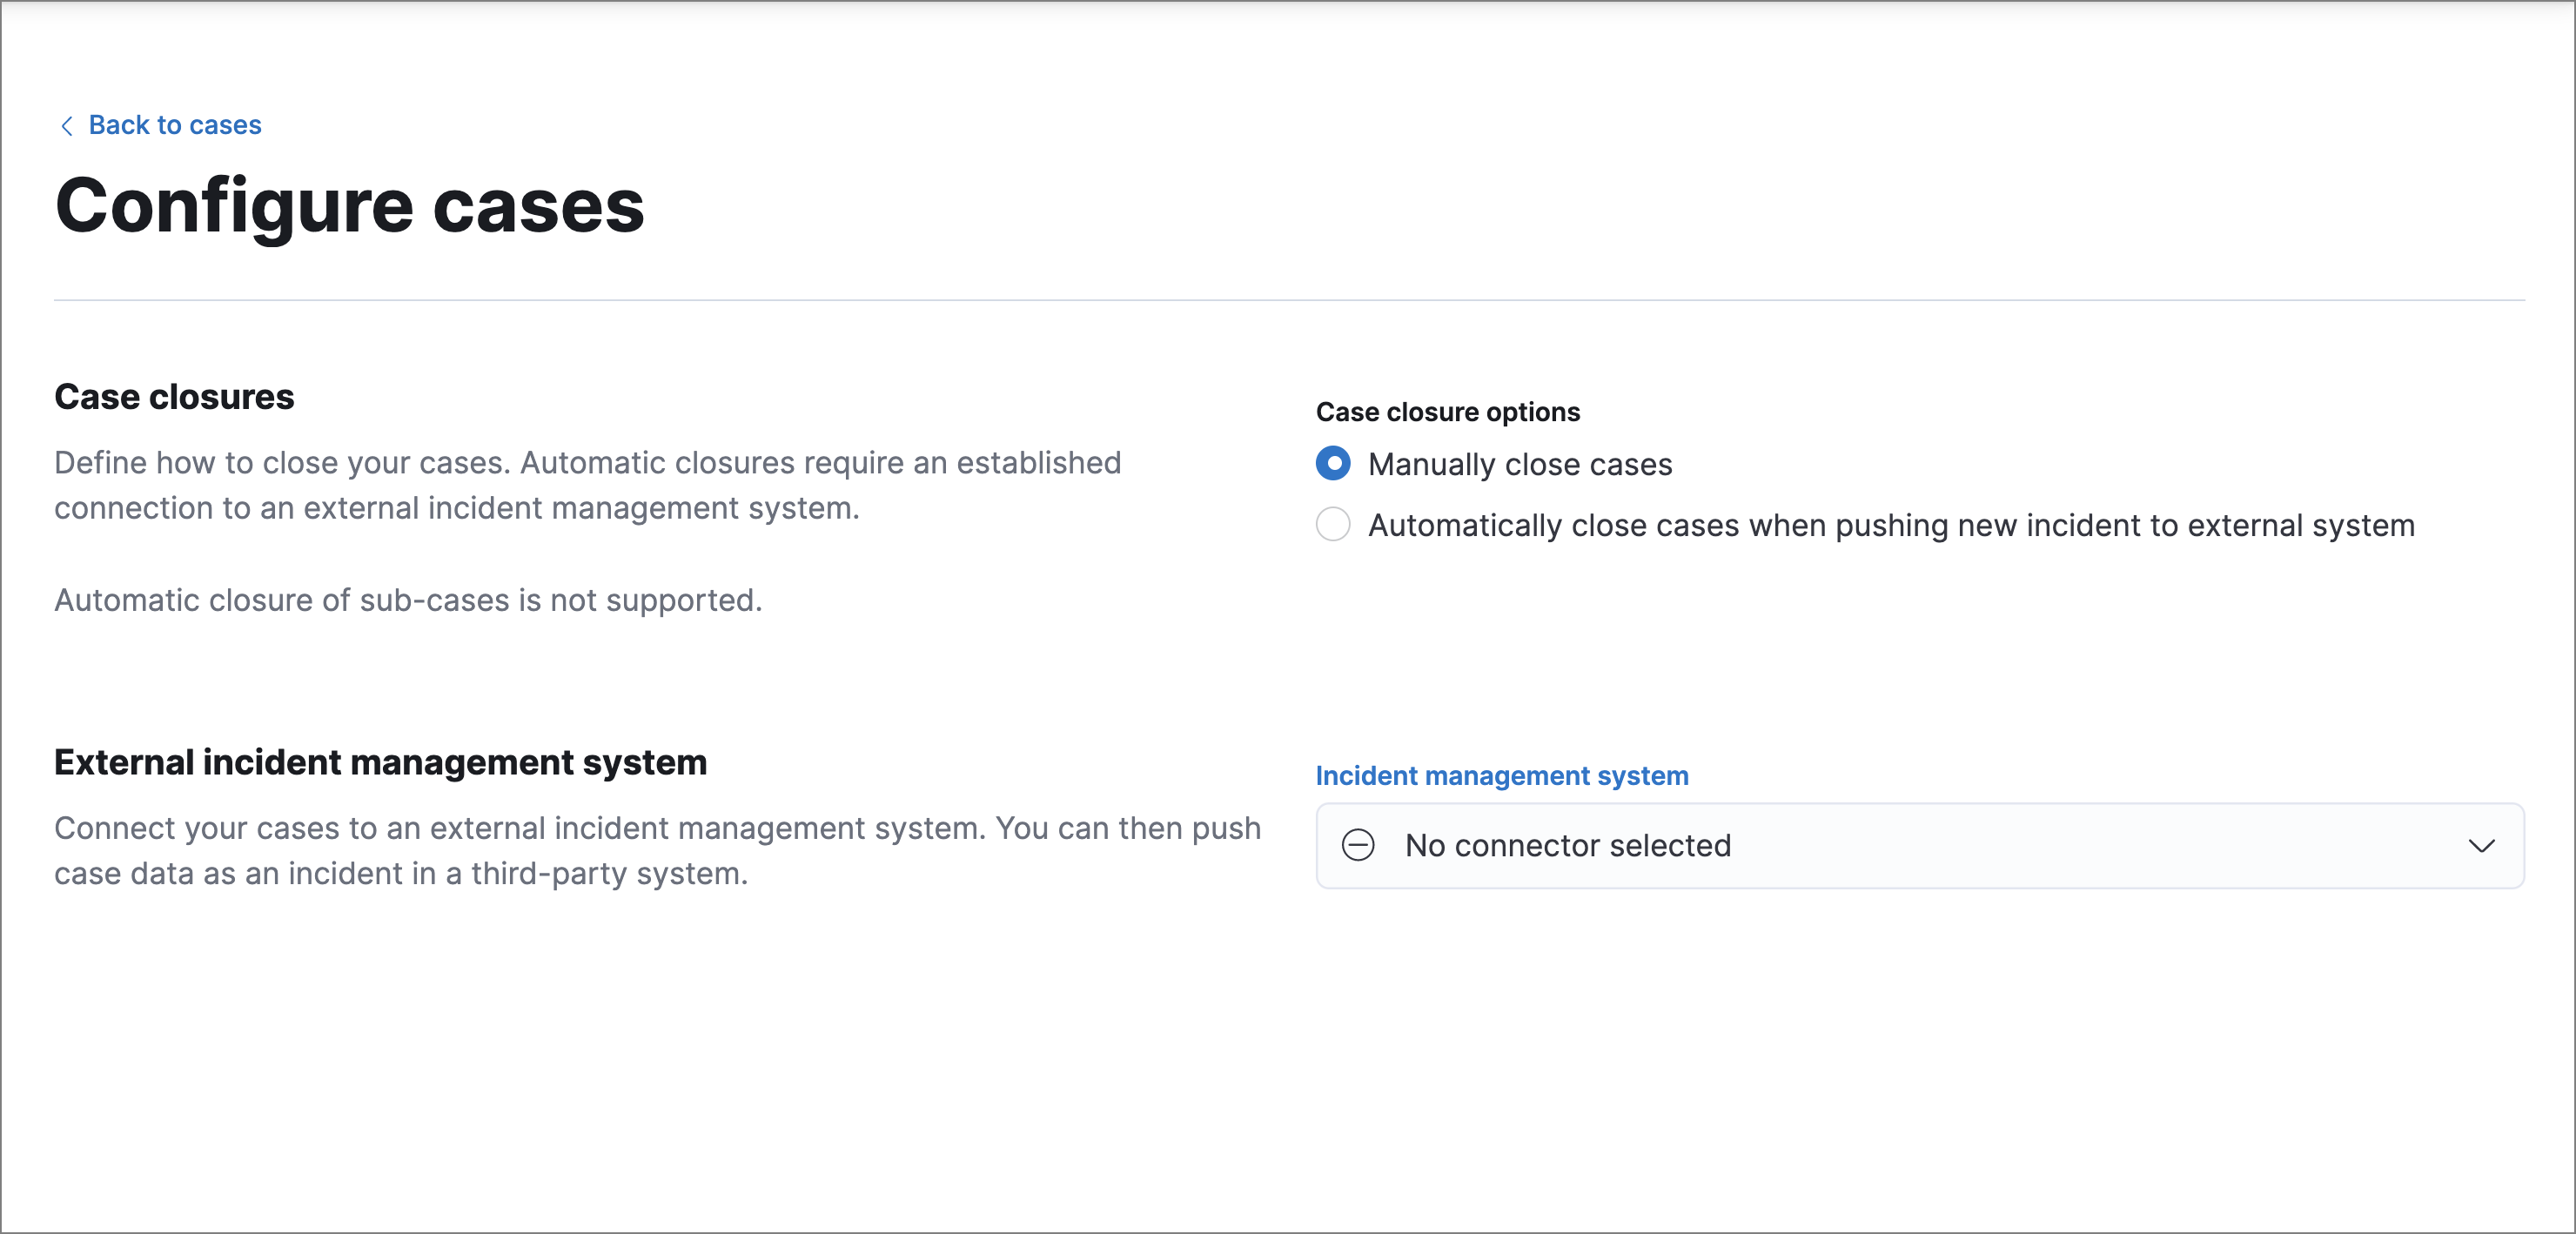 Back to cases
Configure cases
Case closures
Define how to close your cases. Automatic closures require an established
connection to an external incident management system.
Automatic closure of sub-cases is not supported.
Case closure options
Manually close cases
Automatically close cases when pushing new incident to external system
External incident management system
Connect your cases to an external incident management system. You can then push
case data as an incident in a third-party system.
Incident management system
No connector selected